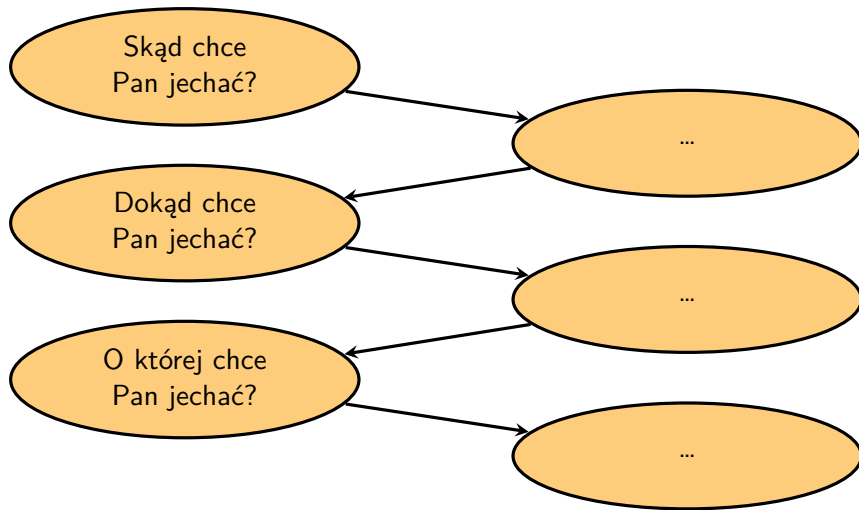 Skąd chce
Pan jechać?
...
Dokąd chce
Pan jechać?
...
O której chce
Pan jechać?
...